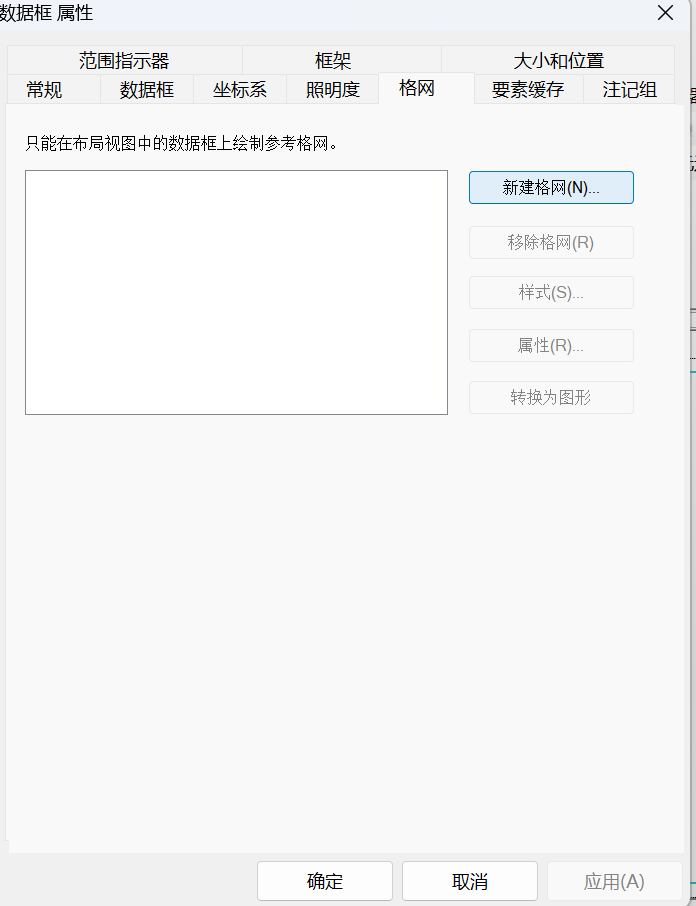 数据框 属性
范围指示器 框架 大小和位置
常规 数据框 坐标系 照明度 格网 要素缓存 注记组
只能在布局视图中的数据框上绘制参考格网。
新建格网(N)...
移除格网(R)
样式(S)...
属性(R)...
转换为图形
确定 取消 应用(A)